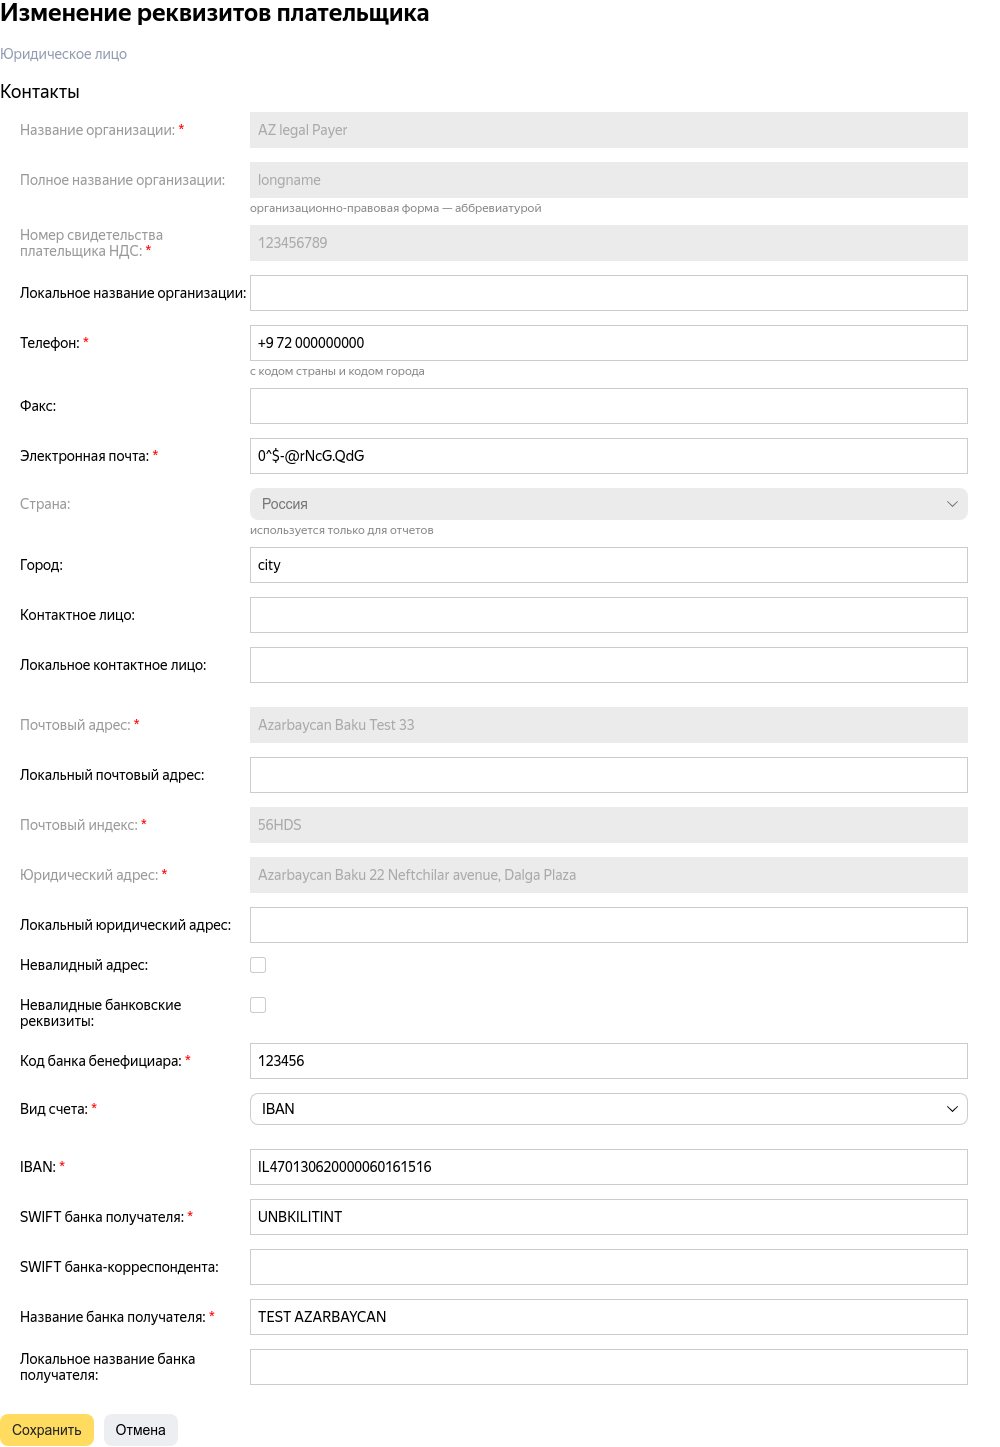 Изменение реквизитов плательщика
Юридическое лицо
Контакты
Название организации: * AZ legal Payer
Полное название организации: longname
организационно-правовая форма — аббревиатурой
Номер свидетельства
плательщика НДС: * 123456789
Локальное название организации:
Телефон: * +9 72 000000000
с кодом страны и кодом города
Факс:
Электронная почта: * 0^$-@rNcG.QdG
Страна: Россия
используется только для отчетов
Город: city
Контактное лицо:
Локальное контактное лицо:
Почтовый адрес: * Azarbaycan Baku Test 33
Локальный почтовый адрес:
Почтовый индекс: * 56HDS
Юридический адрес: * Azarbaycan Baku 22 Neftchilar avenue, Dalga Plaza
Локальный юридический адрес:
Невалидный адрес:
Невалидные банковские
реквизиты:
Код банка бенефициара: * 123456
Вид счета: * IBAN
IBAN: * IL470130620000060161516
SWIFT банка получателя: * UNBKILITINT
SWIFT банка-корреспондента:
Название банка получателя: * TEST AZARBAYCAN
Локальное название банка
получателя:
Сохранить Отмена